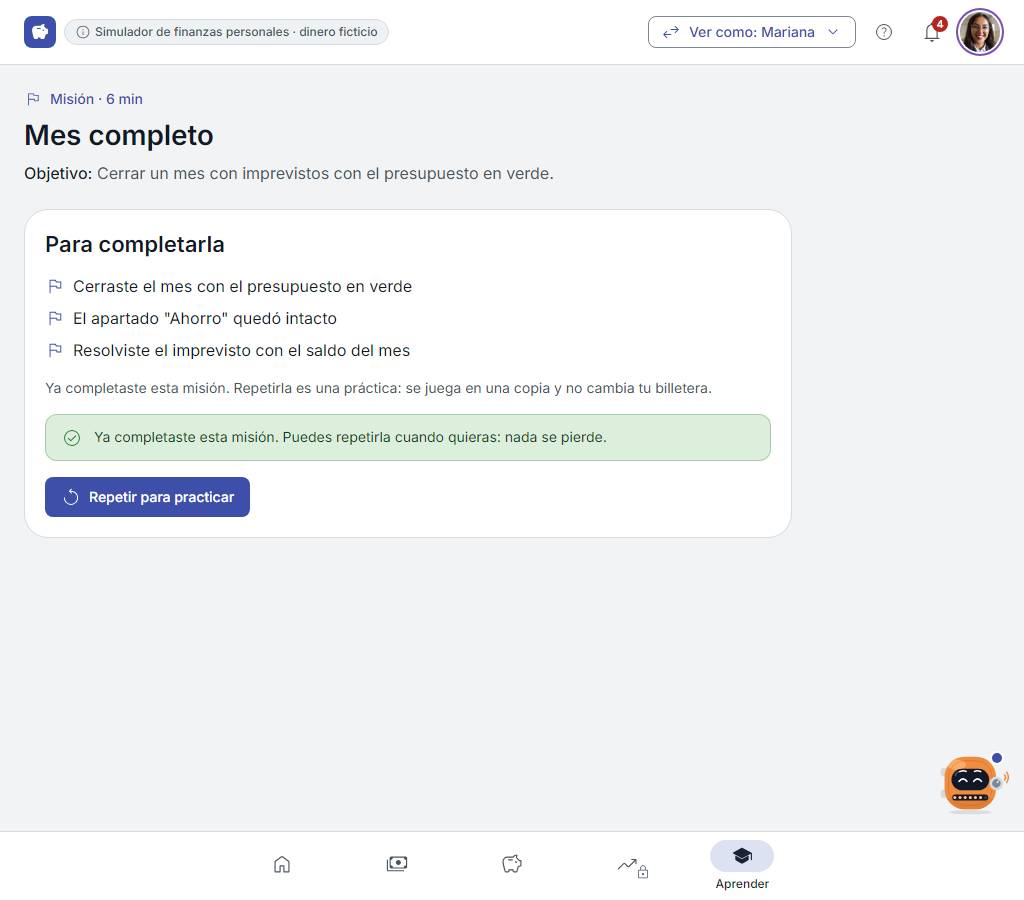 Simulador de finanzas personales · dinero ficticio
Ver como: Mariana
4
Misión · 6 min
Mes completo
Objetivo: Cerrar un mes con imprevistos con el presupuesto en verde.
Para completarla
Cerraste el mes con el presupuesto en verde
El apartado "Ahorro" quedó intacto
Resolviste el imprevisto con el saldo del mes
Ya completaste esta misión. Repetirla es una práctica: se juega en una copia y no cambia tu billetera.
Ya completaste esta misión. Puedes repetirla cuando quieras: nada se pierde.
Repetir para practicar
Aprender